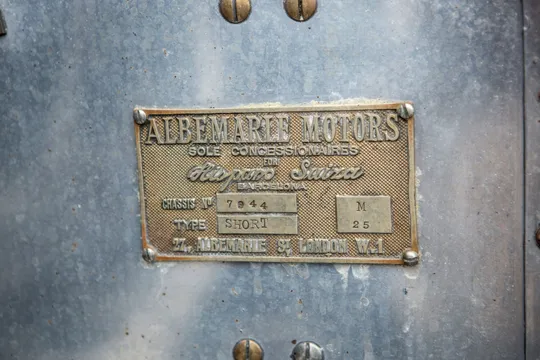 ALBEMARLE MOTORS
SOLE CONCESSIONAIRES
FOR
Hispano Suiza
BARCELONA
CHASSIS No 7944 M
TYPE SHORT 25
27, ALBEMARLE ST LONDON W.1